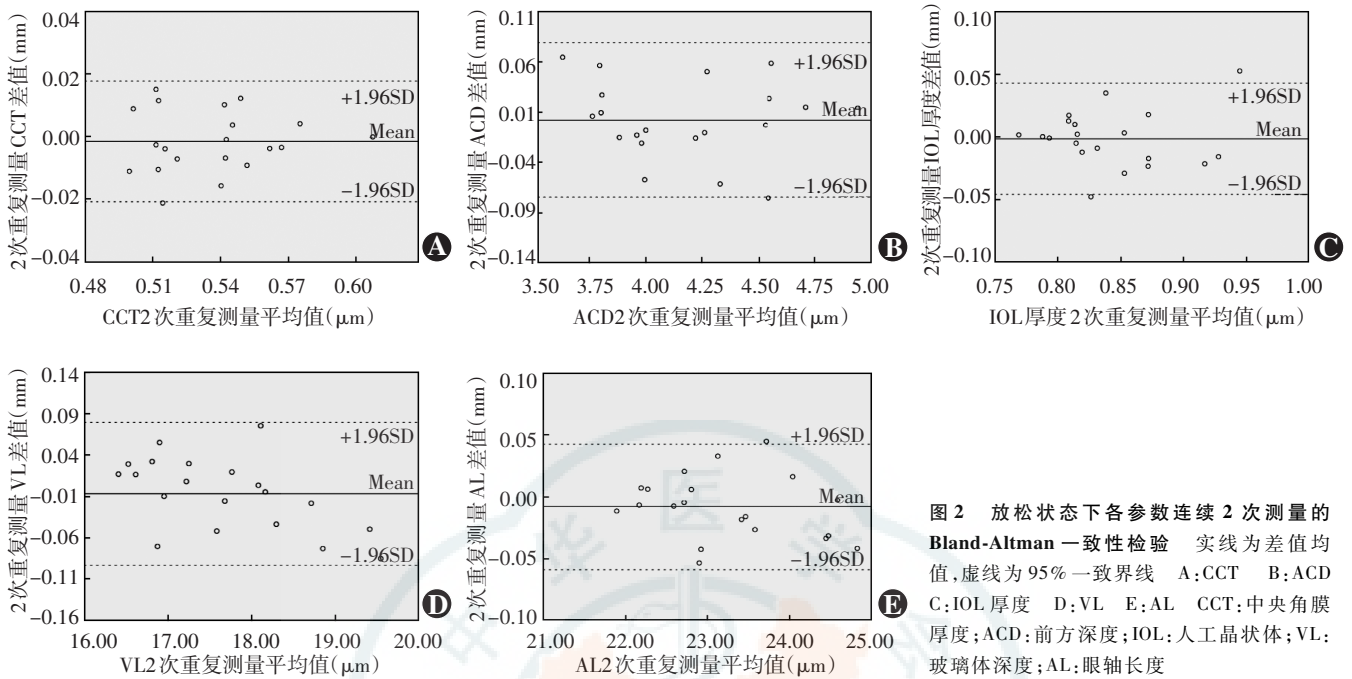 2次重复测量CCT差值(mm)
0.04
0.02
0.00
−0.02
−0.04
+1.96SD
Mean
−1.96SD
0.48 0.51 0.54 0.57 0.60
CCT2次重复测量平均值(μm)
A
2次重复测量ACD差值(mm)
0.11
0.06
0.01
−0.04
−0.09
−0.14
+1.96SD
Mean
−1.96SD
3.50 3.75 4.00 4.25 4.50 4.75 5.00
ACD2次重复测量平均值(μm)
B
2次重复测量IOL厚度差值(mm)
0.10
0.05
0.00
−0.05
−0.10
+1.96SD
Mean
−1.96SD
0.75 0.80 0.85 0.90 0.95 1.00
IOL厚度2次重复测量平均值(μm)
C
2次重复测量VL差值(mm)
0.14
0.09
0.04
−0.01
−0.06
−0.11
−0.16
+1.96SD
Mean
−1.96SD
16.00 17.00 18.00 19.00 20.00
VL2次重复测量平均值(μm)
D
2次重复测量AL差值(mm)
0.10
0.05
0.00
−0.05
−0.10
+1.96SD
Mean
−1.96SD
21.00 22.00 23.00 24.00 25.00
AL2次重复测量平均值(μm)
E
图2 放松状态下各参数连续2次测量的
Bland-Altman一致性检验 实线为差值均
值,虚线为95%一致界线 A:CCT B:ACD
C:IOL厚度 D:VL E:AL CCT:中央角膜
厚度;ACD:前方深度;IOL:人工晶状体;VL:
玻璃体深度;AL:眼轴长度
中华医
会